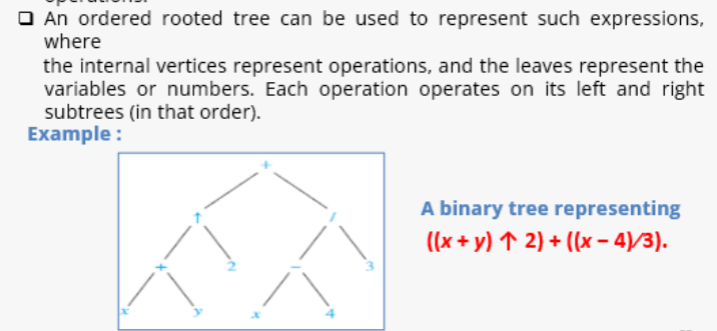 ❑ An ordered rooted tree can be used to represent such expressions,
where
the internal vertices represent operations, and the leaves represent the
variables or numbers. Each operation operates on its left and right
subtrees (in that order).
Example :
+
↑ /
+ 2 − 3
x y x 4
A binary tree representing
((x + y) ↑ 2) + ((x – 4)∕3).